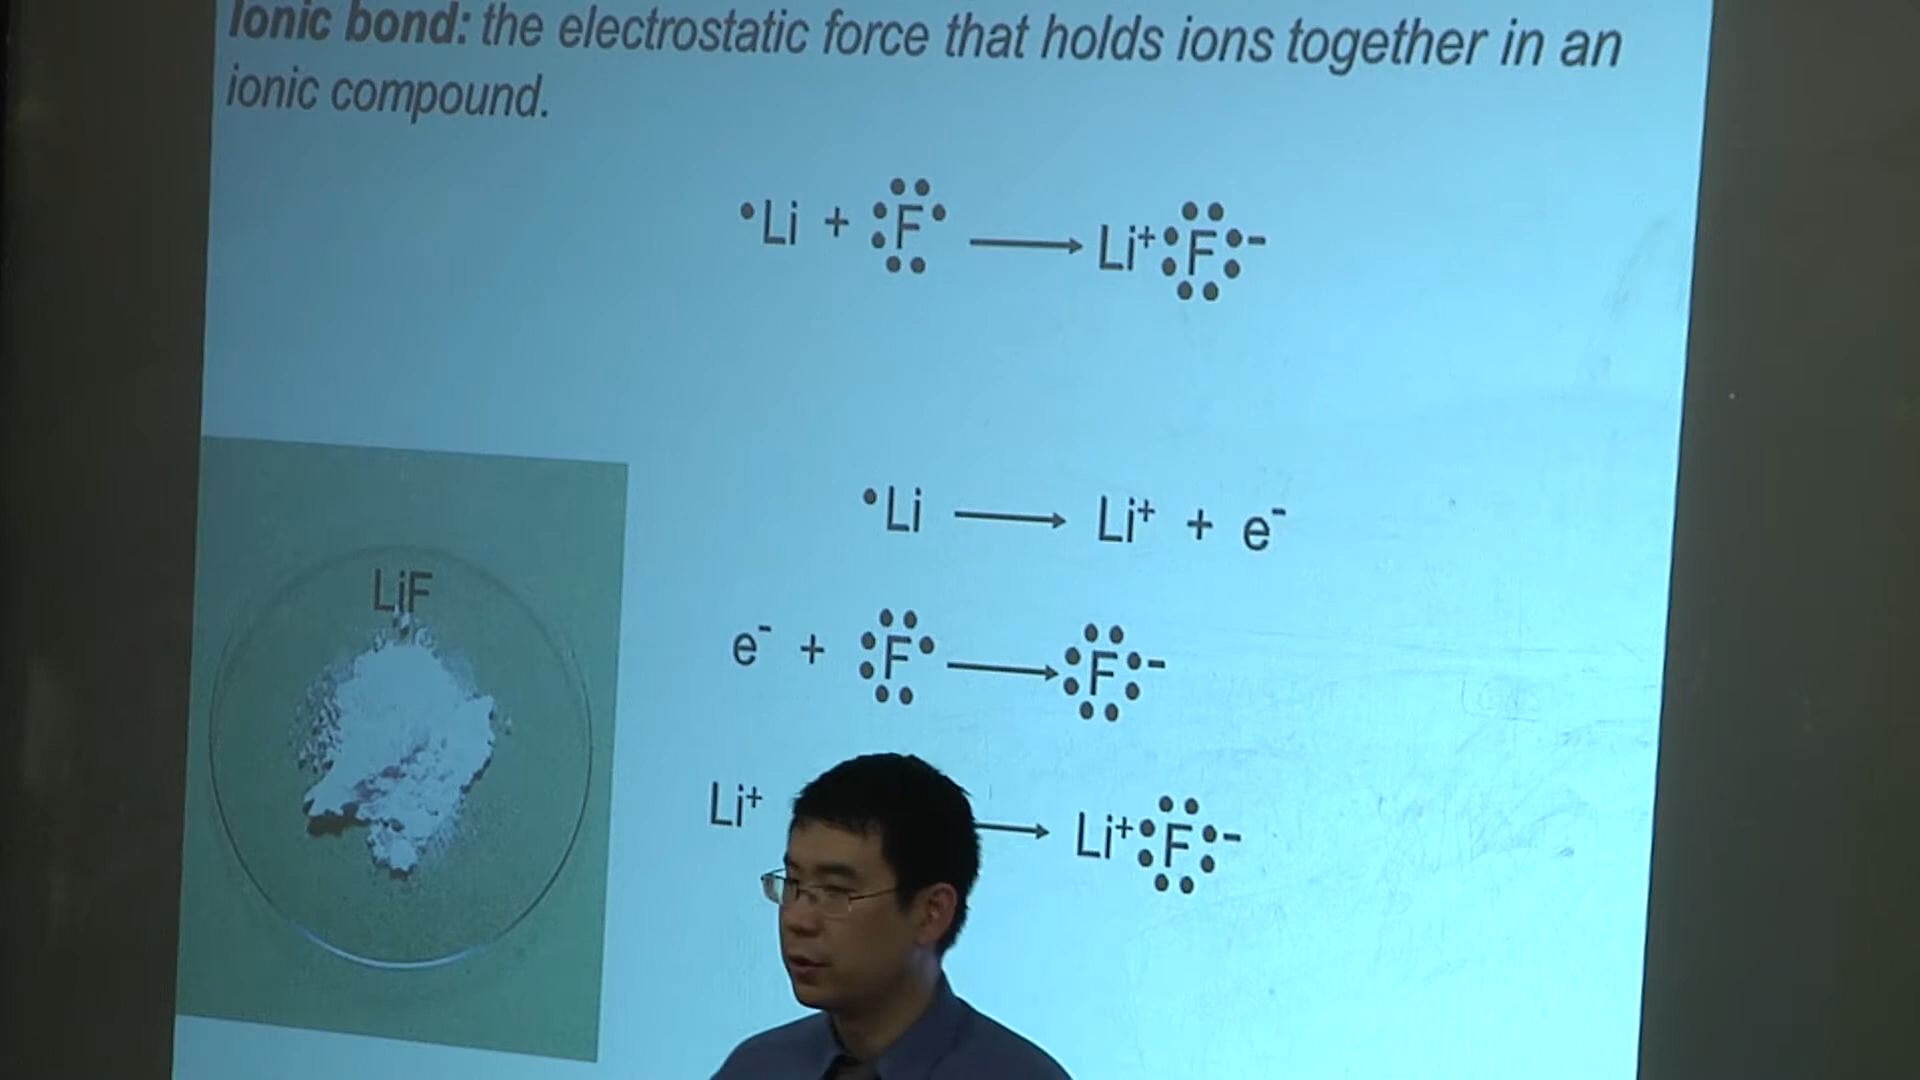 Ionic bond: the electrostatic force that holds ions together in an
ionic compound.
•Li + :F• → Li⁺ :F:⁻
•Li → Li⁺ + e⁻
e⁻ + :F• → :F:⁻
LiF
Li⁺ → Li⁺ :F:⁻